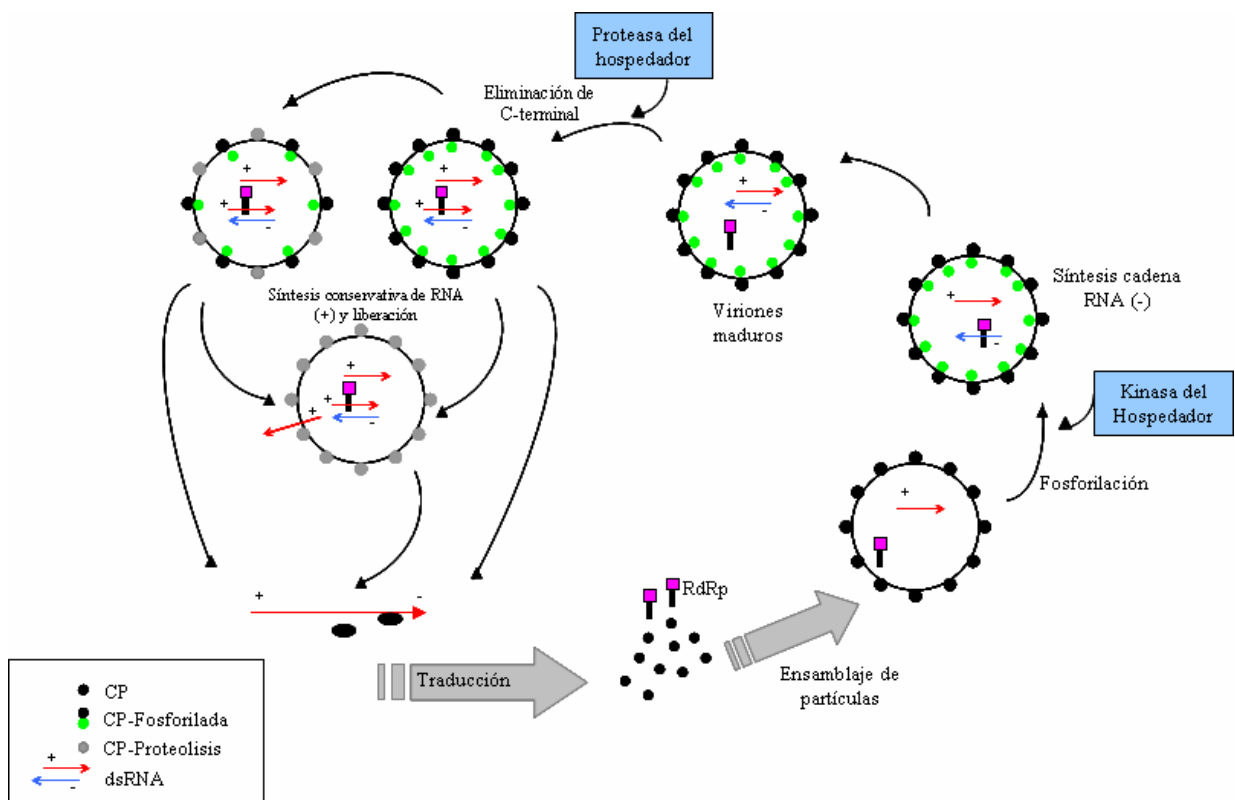 Proteasa del
hospedador
Eliminación de
C-terminal
+
+
-
+
+
-
+
-
Síntesis conservativa de RNA
(+) y liberación
Viriones
maduros
+
-
Síntesis cadena
RNA (-)
Kinasa del
Hospedador
Fosforilación
+
+
+
+
-
+
-
RdRp
Traducción
Ensamblaje de
partículas
CP
CP-Fosforilada
CP-Proteolisis
+
dsRNA
-